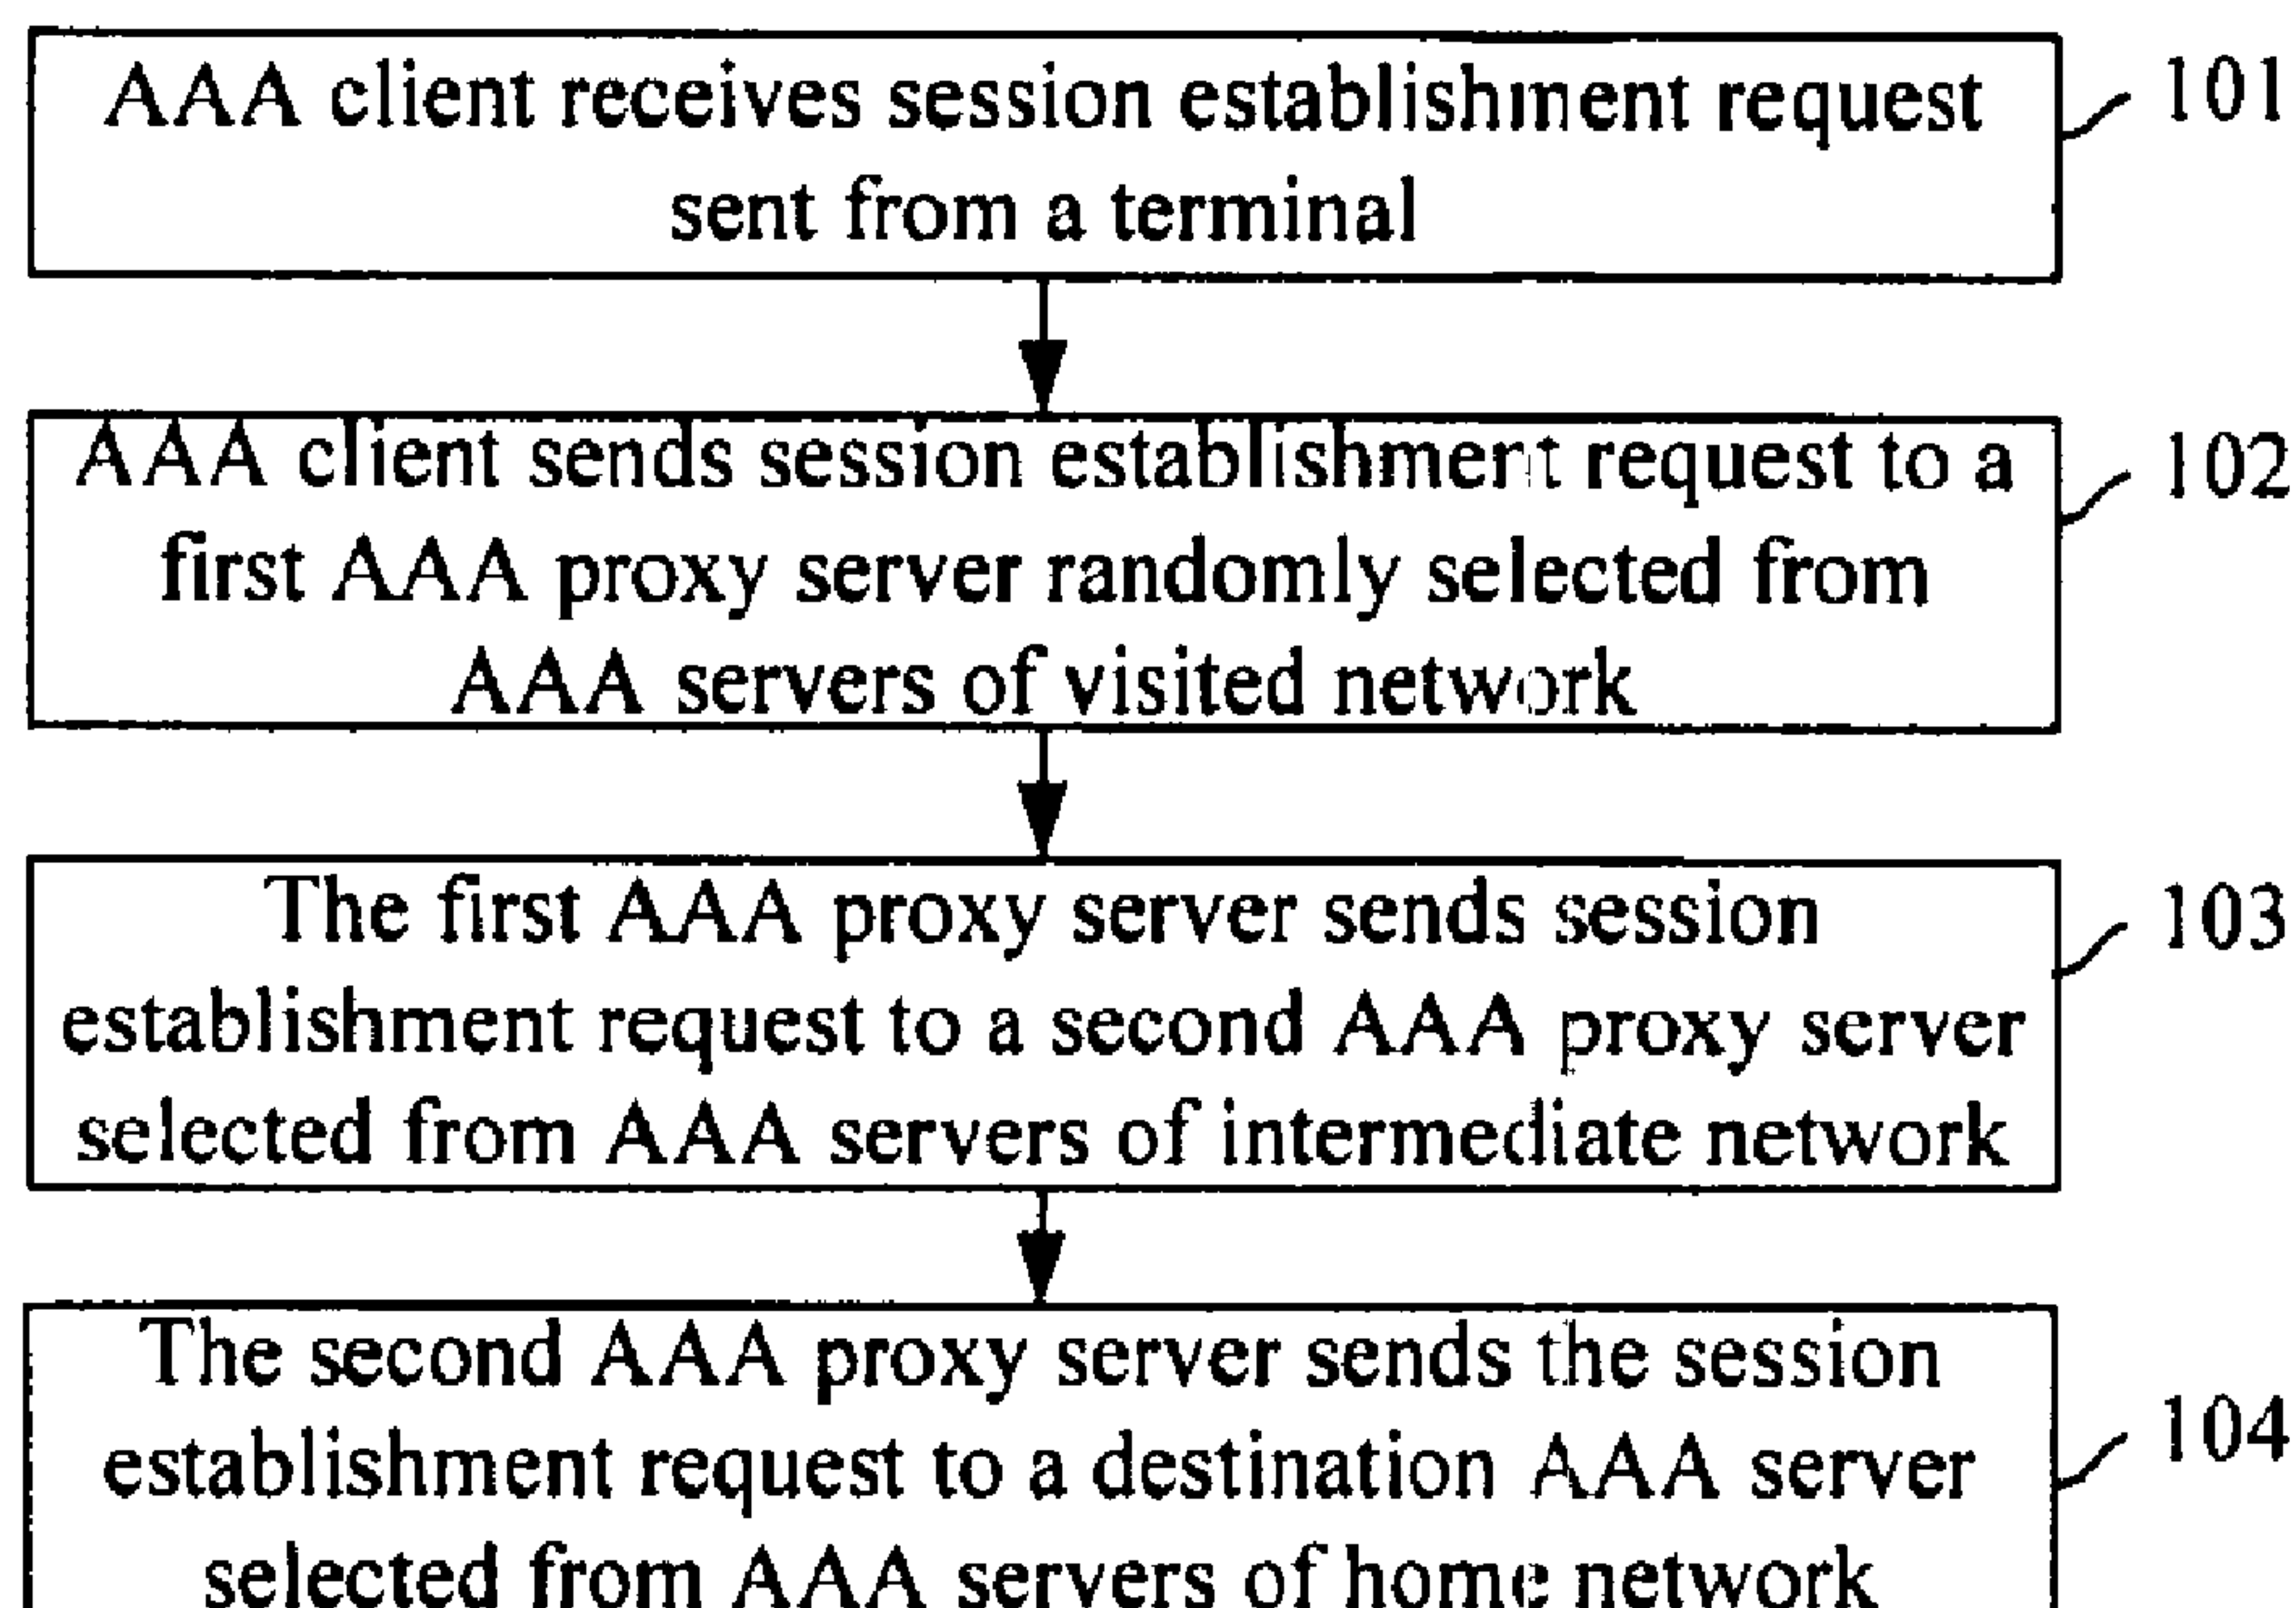 AAA client receives session establishment request
sent from a terminal
101
AAA client sends session establishment request to a
first AAA proxy server randomly selected from
AAA servers of visited network
102
The first AAA proxy server sends session
establishment request to a second AAA proxy server
selected from AAA servers of intermediate network
103
The second AAA proxy server sends the session
establishment request to a destination AAA server
selected from AAA servers of home network
104